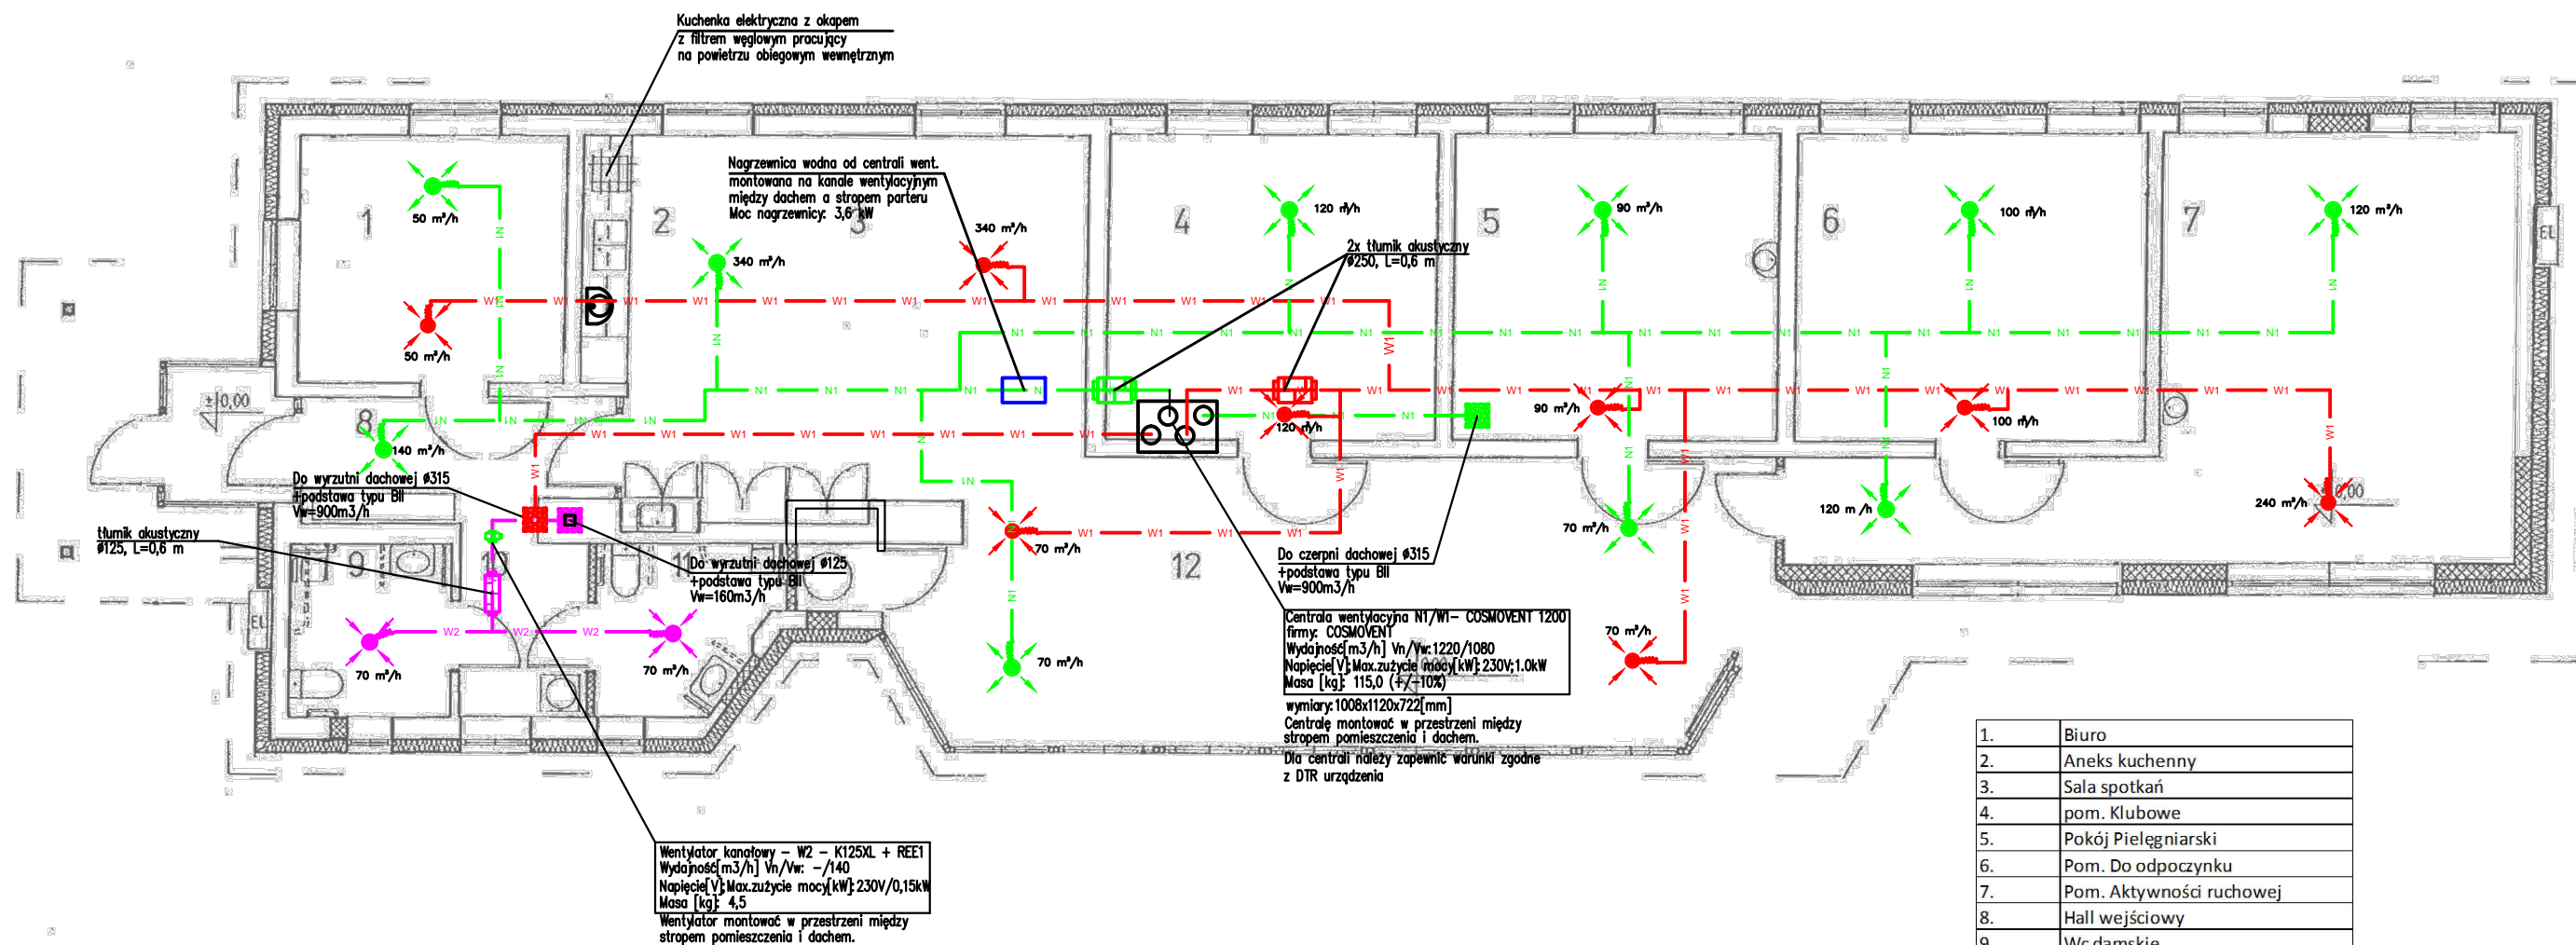 Kuchenka elektryczna z okapem
z filtrem węglowym pracujący
na powietrzu obiegowym wewnętrznym
Nagrzewnica wodna od centrali went.
montowana na kanale wentylacyjnym
między dachem a stropem parteru
Moc nagrzewnicy: 3,6 kW
1
2
3
4
5
6
7
50 m³/h
340 m³/h
340 m³/h
120 m³/h
90 m³/h
100 m³/h
120 m³/h
2x tłumik akustyczny
ø250, L=0,6 m
EL
N1
W1
50 m³/h
±0,00
8
140 m³/h
120 m³/h
90 m³/h
100 m³/h
240 m³/h
Do wyrzutni dachowej ø315
+podstawa typu BII
Vw=900m3/h
tłumik akustyczny
ø125, L=0,6 m
9
11
12
Do wyrzutni dachowej ø125
+podstawa typu BII
Vw=160m3/h
70 m³/h
70 m³/h
120 m /h
Do czerpni dachowej ø315
+podstawa typu BII
Vw=900m3/h
EL
W2
W2
W2
70 m³/h
70 m³/h
70 m³/h
70 m³/h
Centrala wentylacyjna N1/W1- COSMOVENT 1200
firmy: COSMOVENT
Wydajność[m3/h] Vn/Vw: 1220/1080
Napięcie[V];Max.zużycie mocy[kW]: 230V;1.0kW
Masa [kg]: 115,0 (+/-10%)
wymiary: 1008x1120x722[mm]
Centralę montować w przestrzeni między
stropem pomieszczenia i dachem.
Dla centrali należy zapewnić warunki zgodne
z DTR urządzenia
Wentylator kanałowy - W2 - K125XL + REE1
Wydajność[m3/h] Vn/Vw: -/140
Napięcie[V];Max.zużycie mocy[kW]: 230V/0,15kW
Masa [kg]: 4,5
Wentylator montować w przestrzeni między
stropem pomieszczenia i dachem.
1. Biuro
2. Aneks kuchenny
3. Sala spotkań
4. pom. Klubowe
5. Pokój Pielęgniarski
6. Pom. Do odpoczynku
7. Pom. Aktywności ruchowej
8. Hall wejściowy
9. Wc damskie